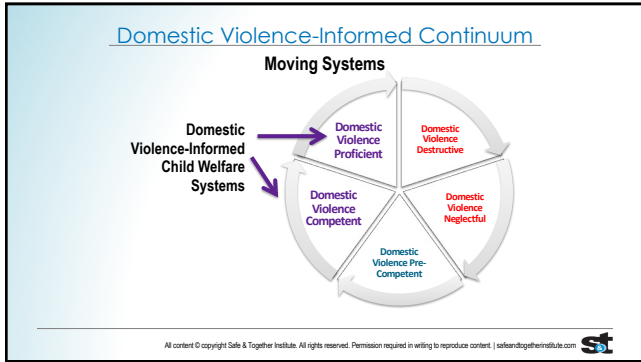 Domestic Violence-Informed Continuum
Moving Systems
Domestic
Violence-Informed
Child Welfare
Systems
Domestic
Violence
Proficient
Domestic
Violence
Destructive
Domestic
Violence
Competent
Domestic
Violence
Neglectful
Domestic
Violence Pre-
Competent
All content © copyright Safe & Together Institute. All rights reserved. Permission required in writing to reproduce content. | safeandtogetherinstitute.com
s&t